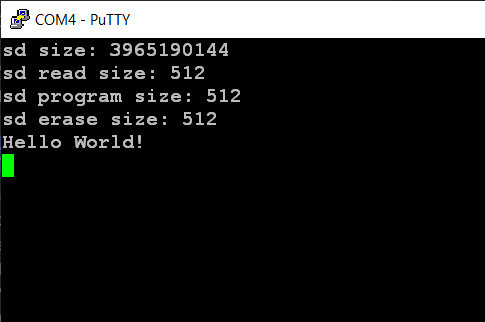 COM4 - PuTTY
sd size: 3965190144
sd read size: 512
sd program size: 512
sd erase size: 512
Hello World!